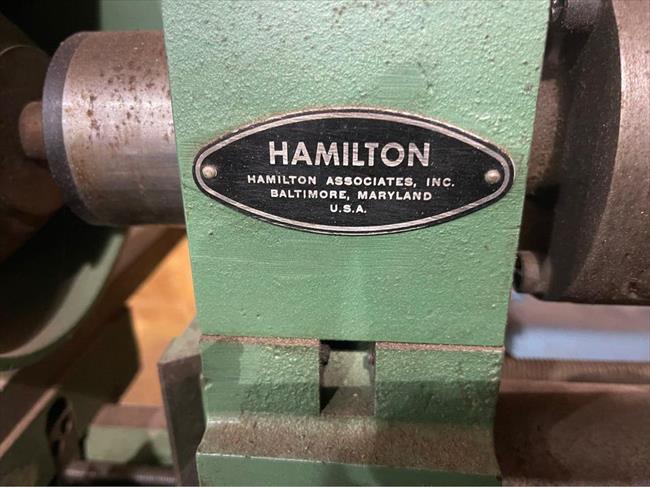 HAMILTON
HAMILTON ASSOCIATES, INC.
BALTIMORE, MARYLAND
U.S.A.